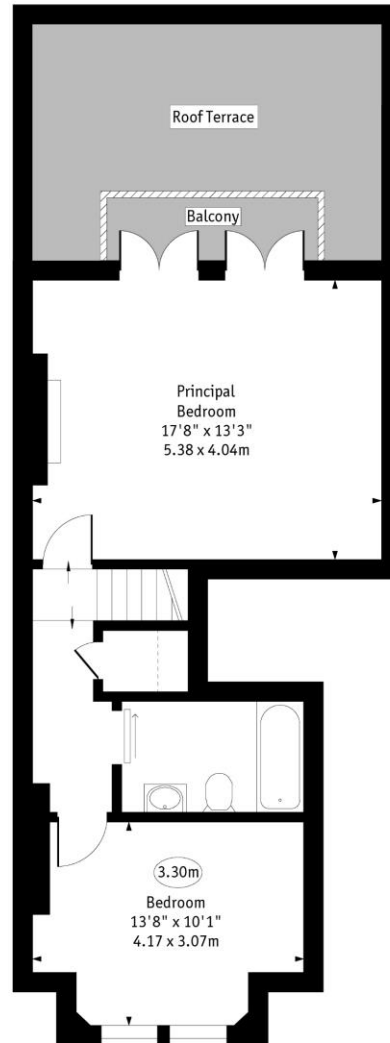 Roof Terrace
Balcony
Principal
Bedroom
17'8" x 13'3"
5.38 x 4.04m
3.30m
Bedroom
13'8" x 10'1"
4.17 x 3.07m